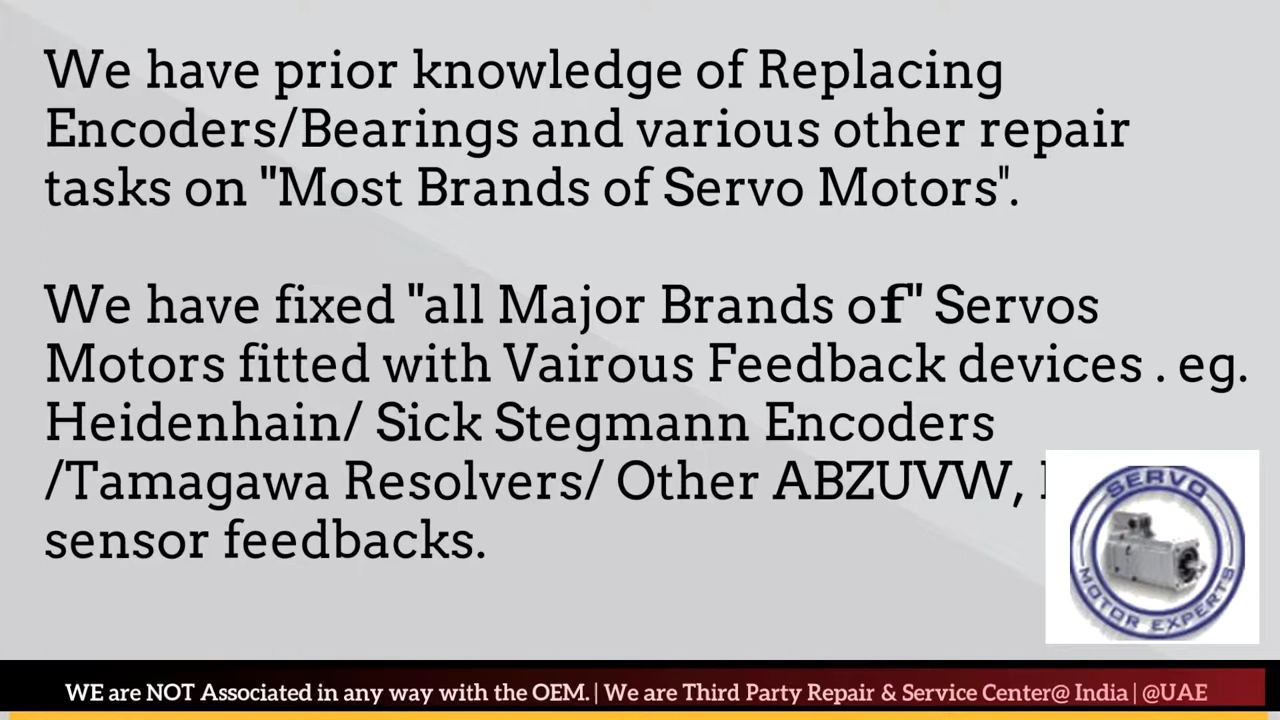 We have prior knowledge of Replacing
Encoders/Bearings and various other repair
tasks on "Most Brands of Servo Motors".
We have fixed "all Major Brands of" Servos
Motors fitted with Vairous Feedback devices . eg.
Heidenhain/ Sick Stegmann Encoders
/Tamagawa Resolvers/ Other ABZUVW,
sensor feedbacks.
SERVO
MOTOR EXPERTS
WE are NOT Associated in any way with the OEM. | We are Third Party Repair & Service Center@ India | @UAE